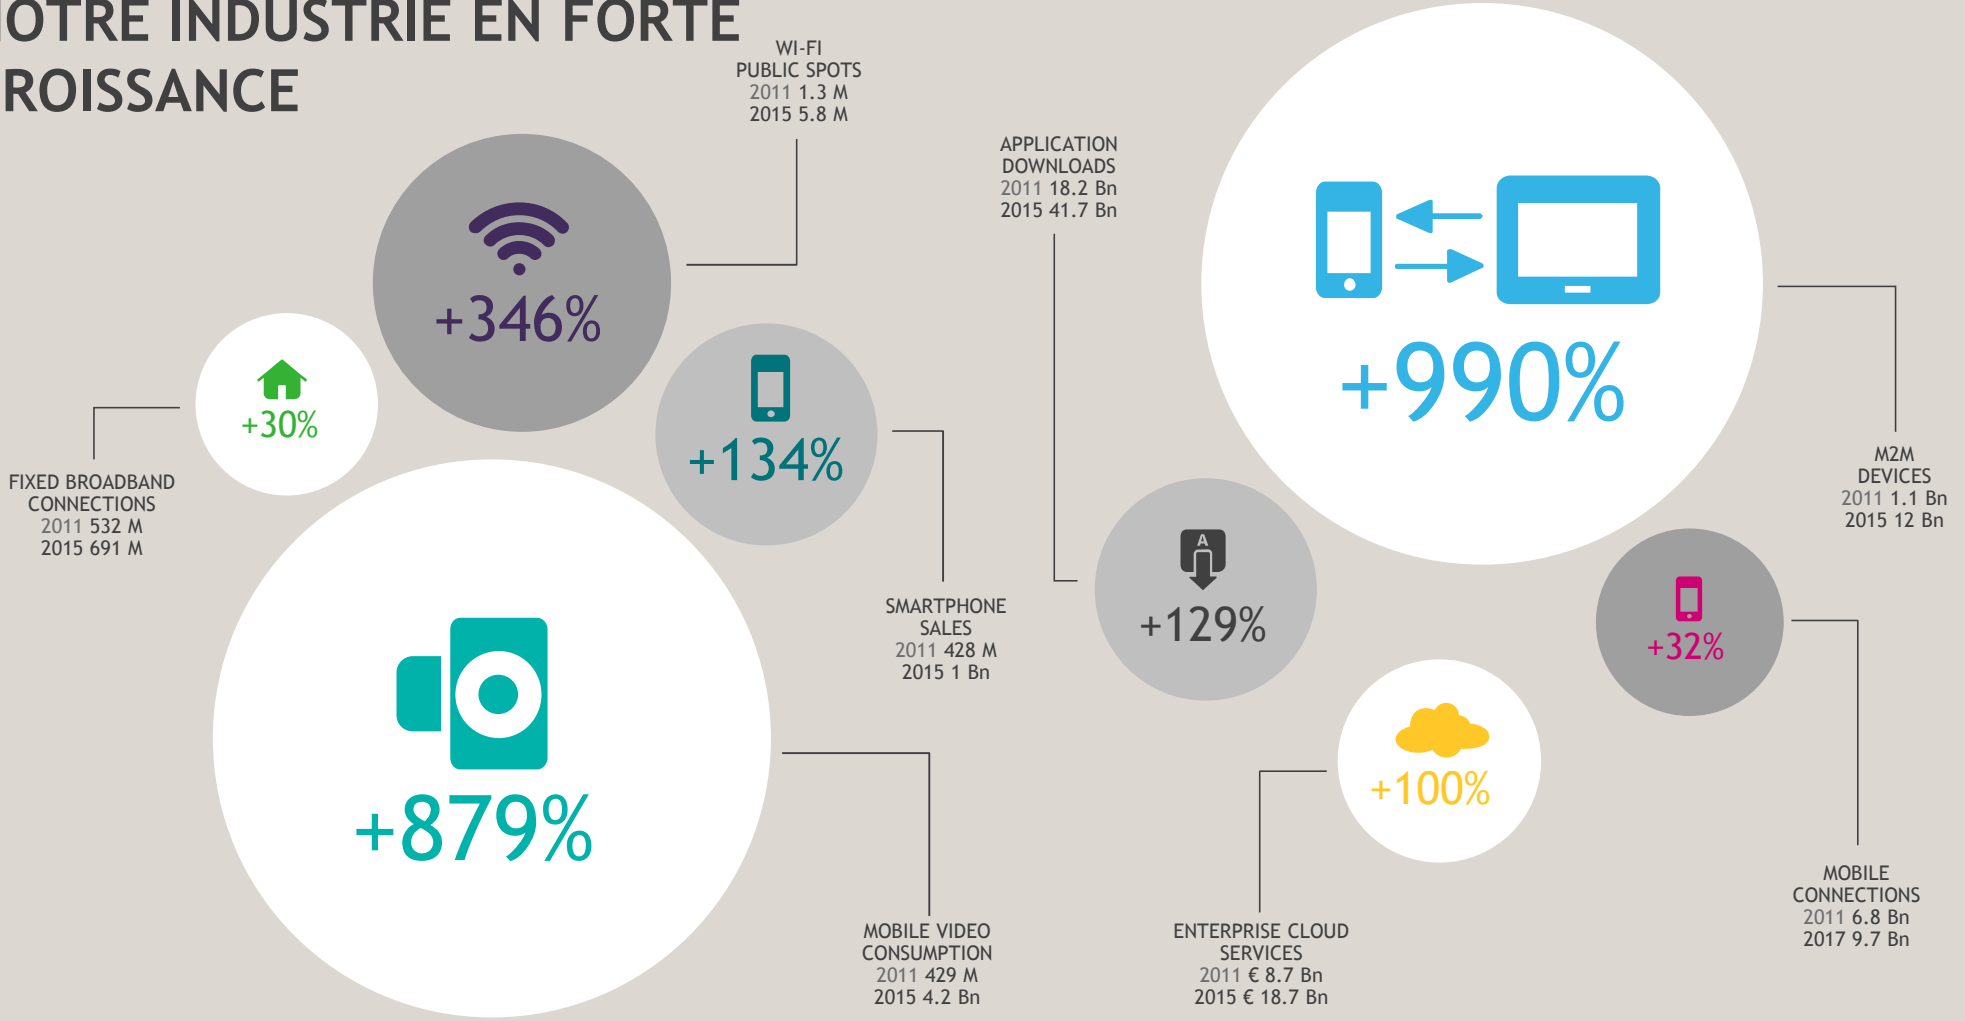 NOTRE INDUSTRIE EN FORTE
ROISSANCE
WI-FI
PUBLIC SPOTS
2011 1.3 M
2015 5.8 M
+346%
+30%
FIXED BROADBAND
CONNECTIONS
2011 532 M
2015 691 M
+134%
SMARTPHONE
SALES
2011 428 M
2015 1 Bn
+879%
MOBILE VIDEO
CONSUMPTION
2011 429 M
2015 4.2 Bn
APPLICATION
DOWNLOADS
2011 18.2 Bn
2015 41.7 Bn
A
+129%
+990%
M2M
DEVICES
2011 1.1 Bn
2015 12 Bn
+32%
MOBILE
CONNECTIONS
2011 6.8 Bn
2017 9.7 Bn
+100%
ENTERPRISE CLOUD
SERVICES
2011 € 8.7 Bn
2015 € 18.7 Bn